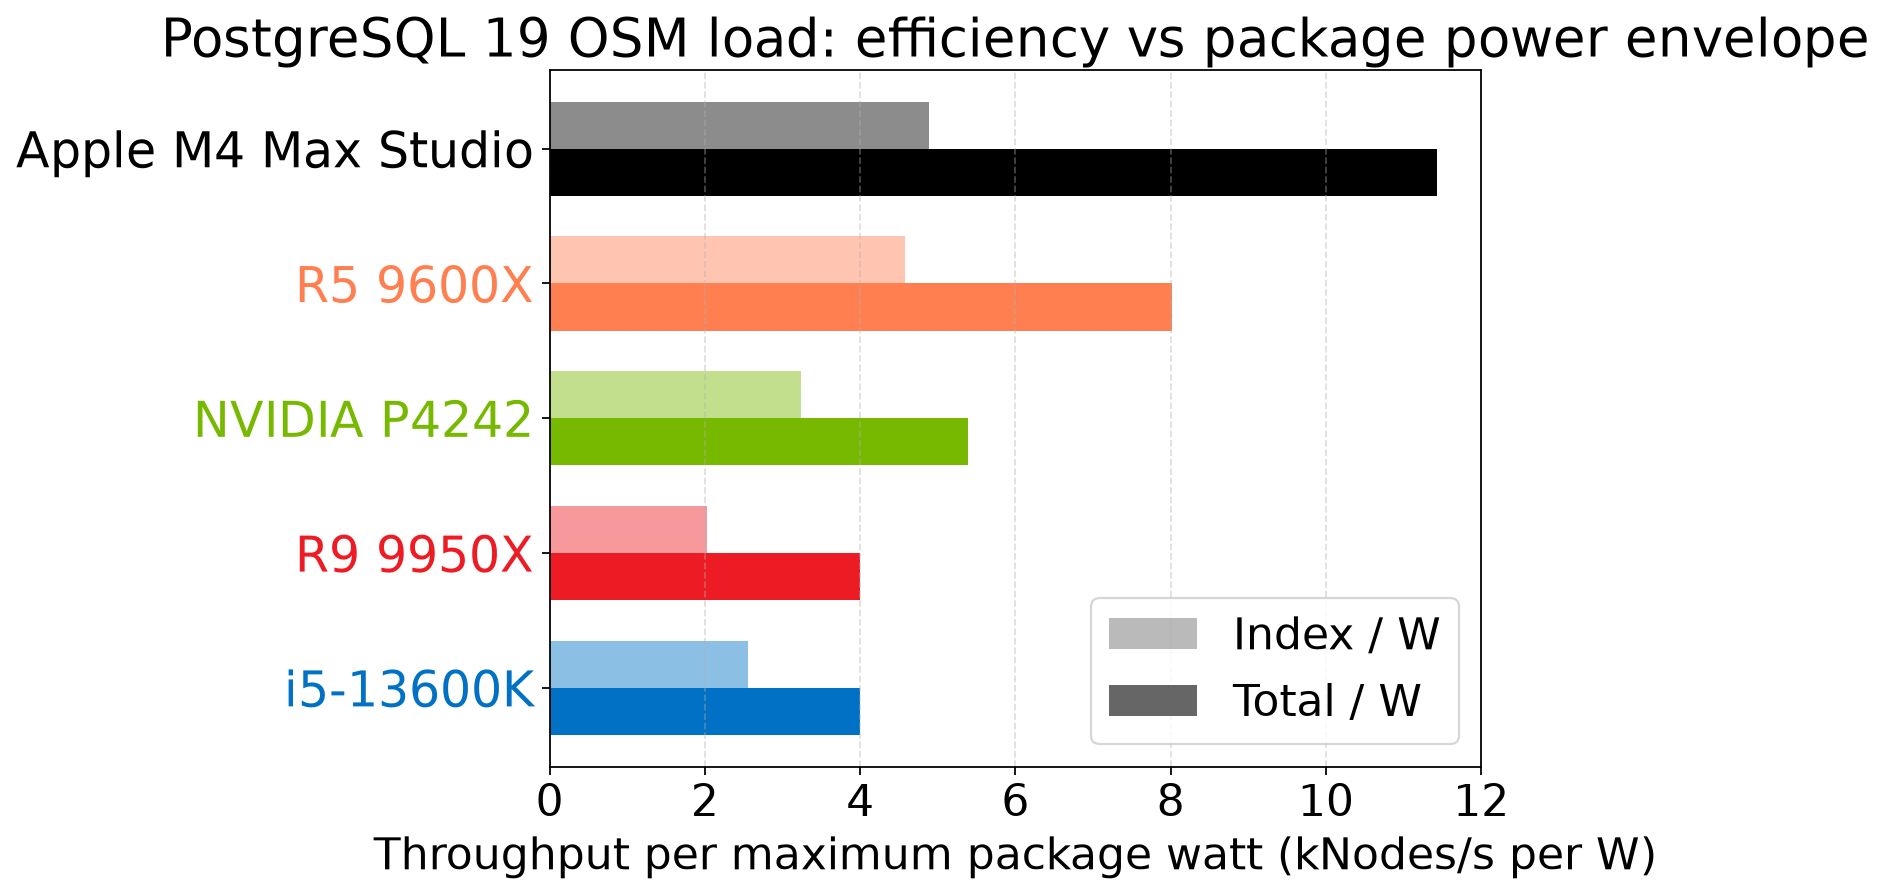 PostgreSQL 19 OSM load: efficiency vs package power envelope
Apple M4 Max Studio
R5 9600X
NVIDIA P4242
R9 9950X
i5-13600K
Index / W
Total / W
0 2 4 6 8 10 12
Throughput per maximum package watt (kNodes/s per W)